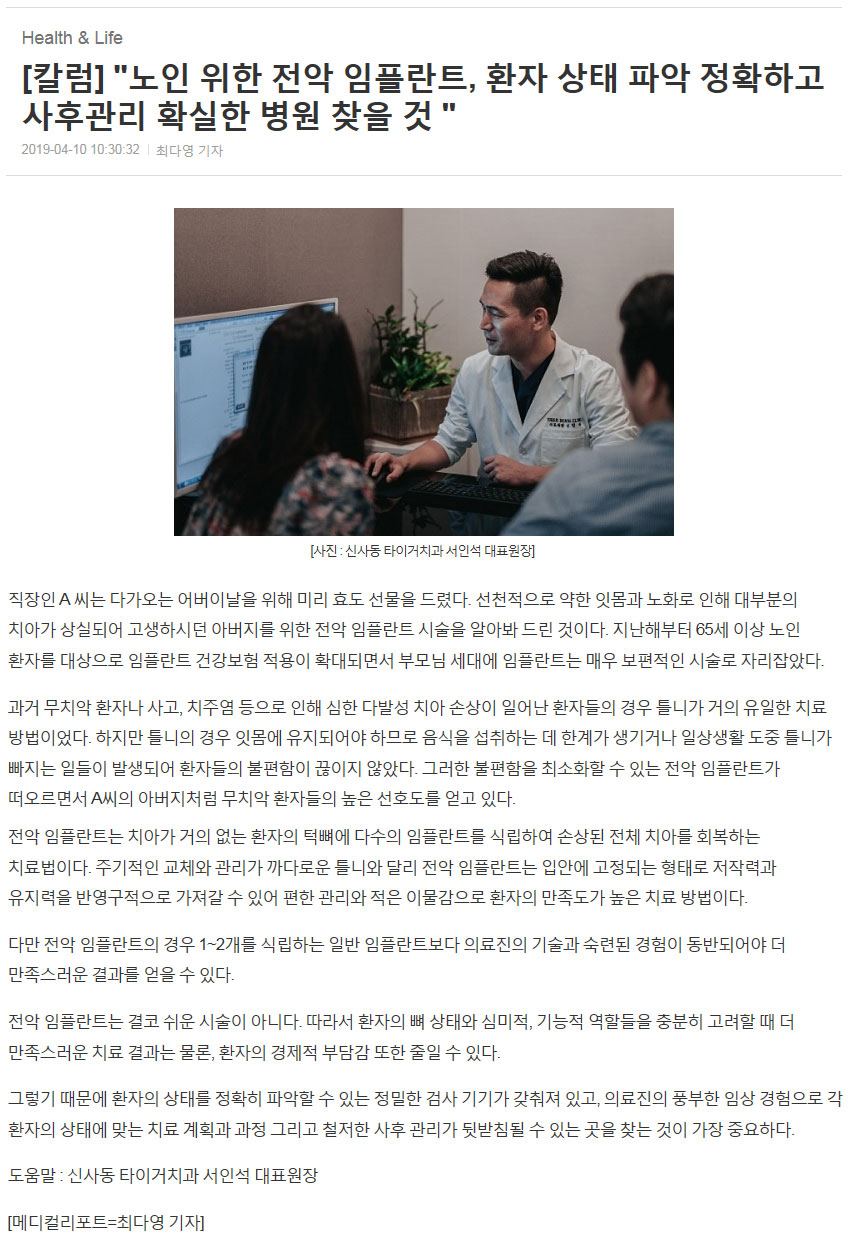 Health & Life
[칼럼] "노인 위한 전악 임플란트, 환자 상태 파악 정확하고
사후관리 확실한 병원 찾을 것 "
2019-04-10 10:30:32 | 최다영 기자
[사진 : 신사동 타이거치과 서인석 대표원장]
직장인 A 씨는 다가오는 어버이날을 위해 미리 효도 선물을 드렸다. 선천적으로 약한 잇몸과 노화로 인해 대부분의
치아가 상실되어 고생하시던 아버지를 위한 전악 임플란트 시술을 알아봐 드린 것이다. 지난해부터 65세 이상 노인
환자를 대상으로 임플란트 건강보험 적용이 확대되면서 부모님 세대에 임플란트는 매우 보편적인 시술로 자리잡았다.
과거 무치악 환자나 사고, 치주염 등으로 인해 심한 다발성 치아 손상이 일어난 환자들의 경우 틀니가 거의 유일한 치료
방법이었다. 하지만 틀니의 경우 잇몸에 유지되어야 하므로 음식을 섭취하는 데 한계가 생기거나 일상생활 도중 틀니가
빠지는 일들이 발생되어 환자들의 불편함이 끊이지 않았다. 그러한 불편함을 최소화할 수 있는 전악 임플란트가
떠오르면서 A씨의 아버지처럼 무치악 환자들의 높은 선호도를 얻고 있다.
전악 임플란트는 치아가 거의 없는 환자의 턱뼈에 다수의 임플란트를 식립하여 손상된 전체 치아를 회복하는
치료법이다. 주기적인 교체와 관리가 까다로운 틀니와 달리 전악 임플란트는 입안에 고정되는 형태로 저작력과
유지력을 반영구적으로 가져갈 수 있어 편한 관리와 적은 이물감으로 환자의 만족도가 높은 치료 방법이다.
다만 전악 임플란트의 경우 1~2개를 식립하는 일반 임플란트보다 의료진의 기술과 숙련된 경험이 동반되어야 더
만족스러운 결과를 얻을 수 있다.
전악 임플란트는 결코 쉬운 시술이 아니다. 따라서 환자의 뼈 상태와 심미적, 기능적 역할들을 충분히 고려할 때 더
만족스러운 치료 결과는 물론, 환자의 경제적 부담감 또한 줄일 수 있다.
그렇기 때문에 환자의 상태를 정확히 파악할 수 있는 정밀한 검사 기기가 갖춰져 있고, 의료진의 풍부한 임상 경험으로 각
환자의 상태에 맞는 치료 계획과 과정 그리고 철저한 사후 관리가 뒷받침될 수 있는 곳을 찾는 것이 가장 중요하다.
도움말 : 신사동 타이거치과 서인석 대표원장
[메디컬리포트=최다영 기자]